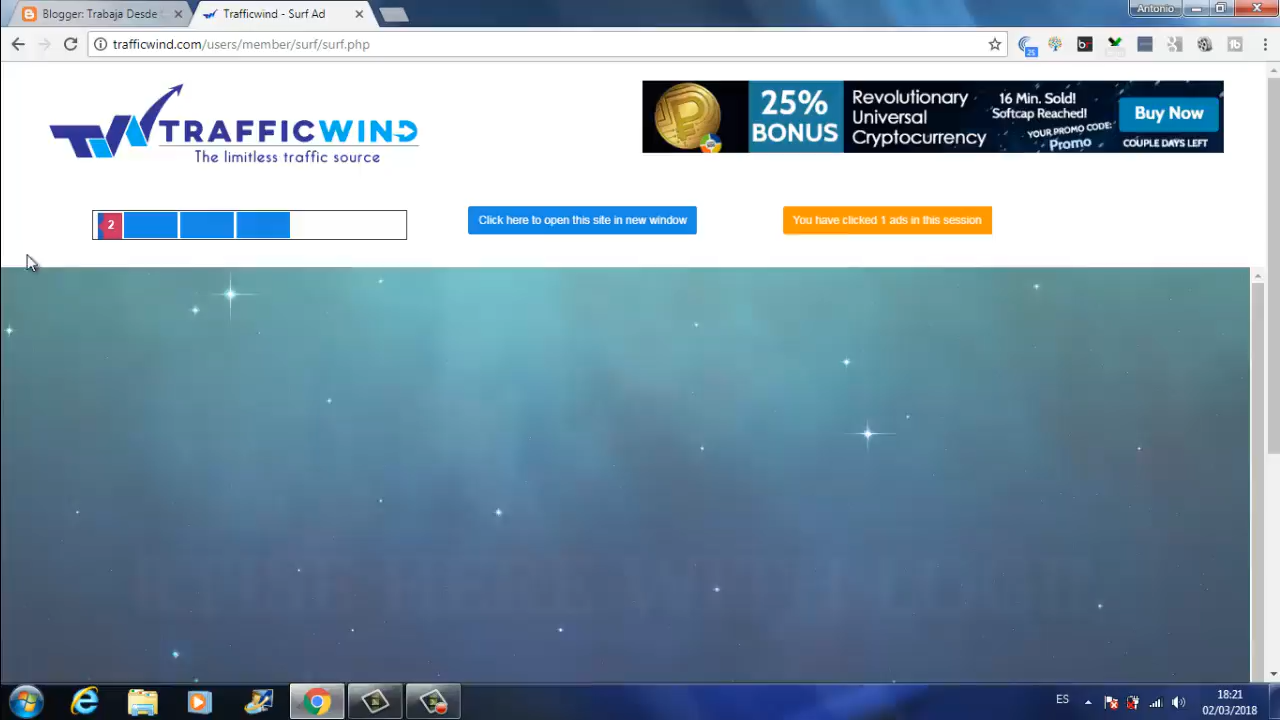 Blogger: Trabaja Desde
Trafficwind - Surf Ad
Antonio
trafficwind.com/users/member/surf/surf.php
25
br
tb
TRAFFICWIND
The limitless traffic source
25%
BONUS
Revolutionary
Universal
Cryptocurrency
16 Min. Sold!
Softcap Reached!
YOUR PROMO CODE:
Promo
Buy Now
COUPLE DAYS LEFT
2
Click here to open this site in new window
You have clicked 1 ads in this session
ES
18:21
02/03/2018